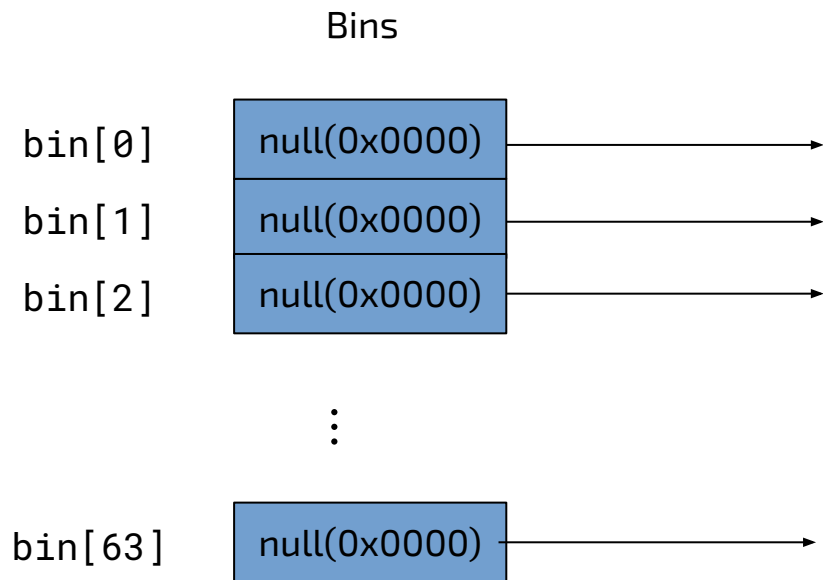 Bins
bin[0] null(0x0000)
bin[1] null(0x0000)
bin[2] null(0x0000)
⋮
bin[63] null(0x0000)